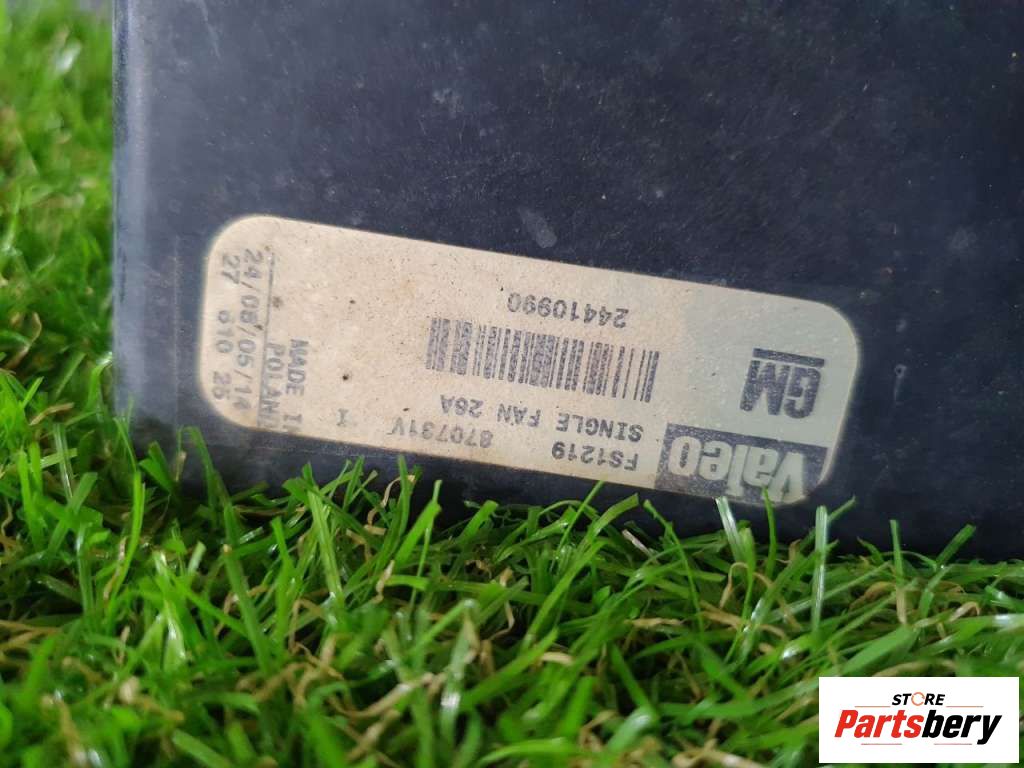 Valeo
FS1219
870731V
I
SINGLE FAN 26A
GM
24410990
MADE I
POLAN
24/08/05/14
27 610 25
STORE
Partsbery